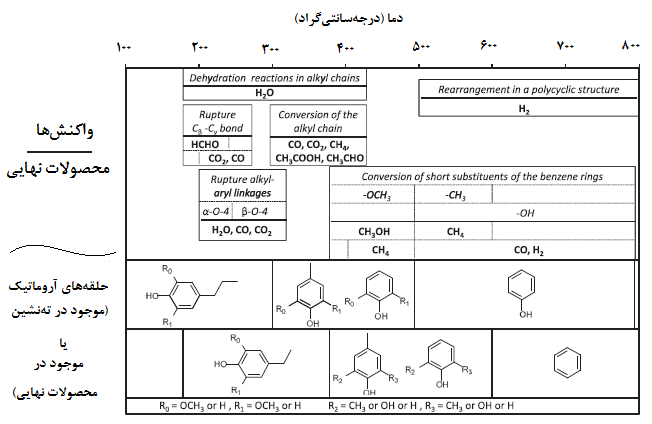 دما (درجه‌سانتی‌گراد)
۱۰۰ ۲۰۰ ۳۰۰ ۴۰۰ ۵۰۰ ۶۰۰ ۷۰۰ ۸۰۰
واکنش‌ها
محصولات نهایی
Dehydration reactions in alkyl chains
H₂O
Rearrangement in a polycyclic structure
H₂
Rupture
Cᵦ -Cᵧ bond
HCHO
CO₂, CO
Conversion of the
alkyl chain
CO, CO₂, CH₄,
CH₃COOH, CH₃CHO
Rupture alkyl-
aryl linkages
α-O-4 β-O-4
H₂O, CO, CO₂
Conversion of short substituents of the benzene rings
-OCH₃ -CH₃
-OH
CH₃OH CH₄
CH₄ CO, H₂
حلقه‌های آروماتیک
(موجود در ته‌نشین
یا
موجود در
محصولات نهایی)
R₀
HO
R₁
R₀ R₁
OH
R₀ R₁
OH
OH
R₀
HO
R₁
R₂ R₃
OH
R₂ R₃
OH
R₀ = OCH₃ or H , R₁ = OCH₃ or H R₂ = CH₃ or OH or H , R₃ = CH₃ or OH or H